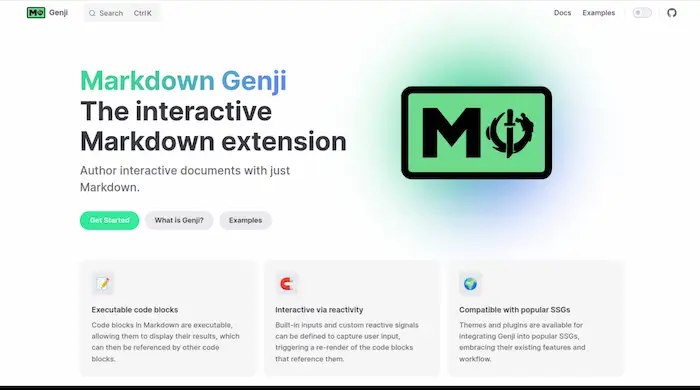 Genji
Search Ctrl K
Docs Examples
Markdown Genji
The interactive
Markdown extension
Author interactive documents with just
Markdown.
Get Started What is Genji? Examples
M
Executable code blocks
Code blocks in Markdown are executable,
allowing them to display their results, which
can then be referenced by other code
blocks.
Interactive via reactivity
Built-in inputs and custom reactive signals
can be defined to capture user input,
triggering a re-render of the code blocks
that reference them.
Compatible with popular SSGs
Themes and plugins are available for
integrating Genji into popular SSGs,
embracing their existing features and
workflow.